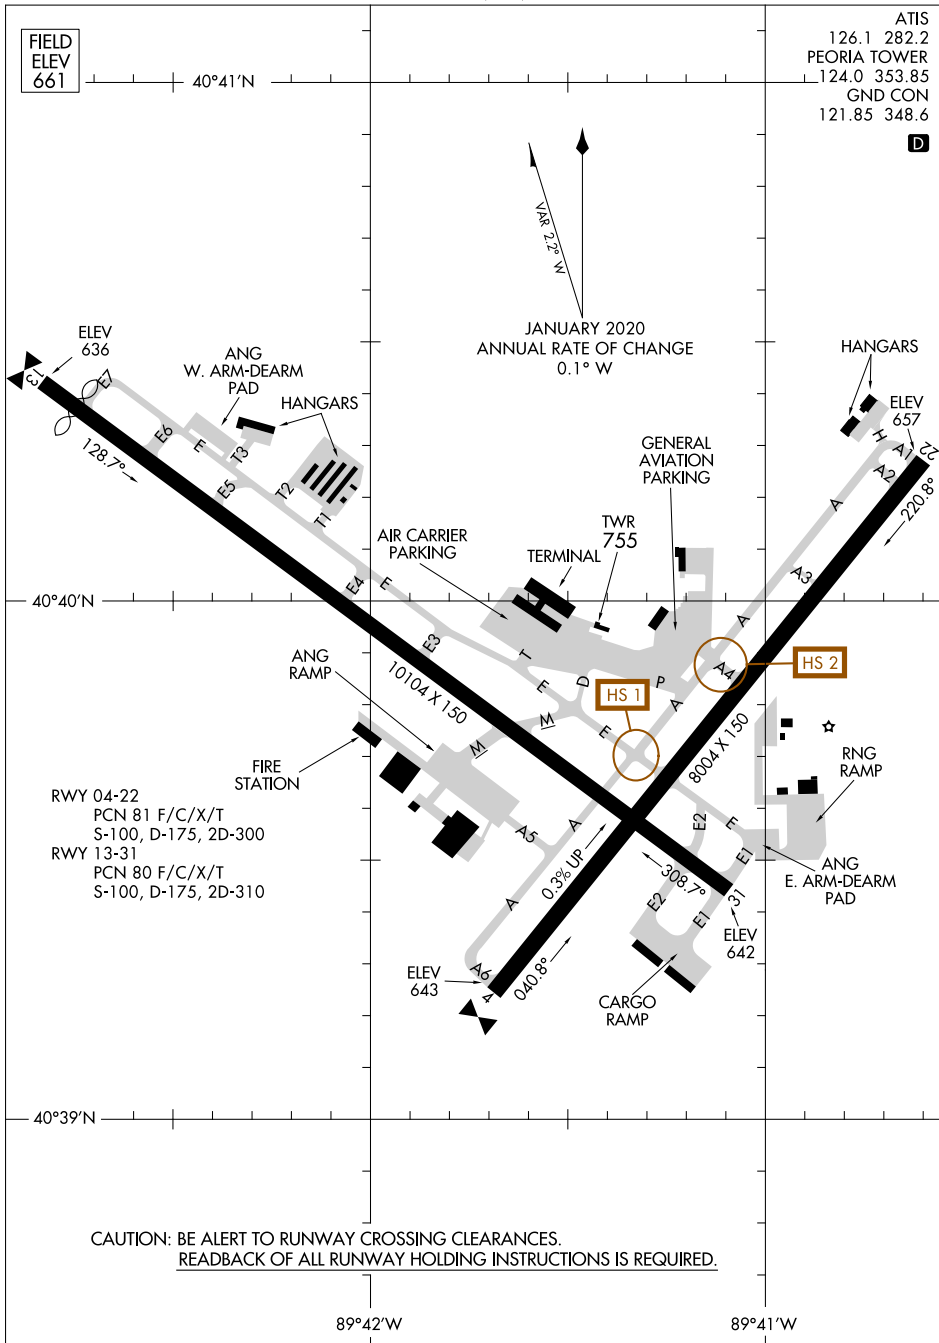 FIELD
ELEV
661
ATIS
126.1 282.2
PEORIA TOWER
124.0 353.85
GND CON
121.85 348.6
D
40°41'N
VAR 2.2° W
JANUARY 2020
ANNUAL RATE OF CHANGE
0.1° W
ELEV
636
13
E7
ANG
W. ARM-DEARM
PAD
HANGARS
E6
E
T3
128.7°
E5
T2
T1
HANGARS
ELEV
657
22
H
A1
A2
220.8°
A
GENERAL
AVIATION
PARKING
TWR
755
TERMINAL
AIR CARRIER
PARKING
A3
E4
E
40°40'N
A
E3
T
ANG
RAMP
10104 X 150
E
D
P
A4
HS 2
HS 1
A
M
M
E
8004 X 150
FIRE
STATION
RNG
RAMP
RWY 04-22
PCN 81 F/C/X/T
S-100, D-175, 2D-300
RWY 13-31
PCN 80 F/C/X/T
S-100, D-175, 2D-310
A5
A
E2
E
E1
0.3% UP
308.7°
ANG
E. ARM-DEARM
PAD
A
E2
E1
31
ELEV
642
A6
4
040.8°
ELEV
643
CARGO
RAMP
40°39'N
CAUTION: BE ALERT TO RUNWAY CROSSING CLEARANCES.
READBACK OF ALL RUNWAY HOLDING INSTRUCTIONS IS REQUIRED.
89°42'W
89°41'W